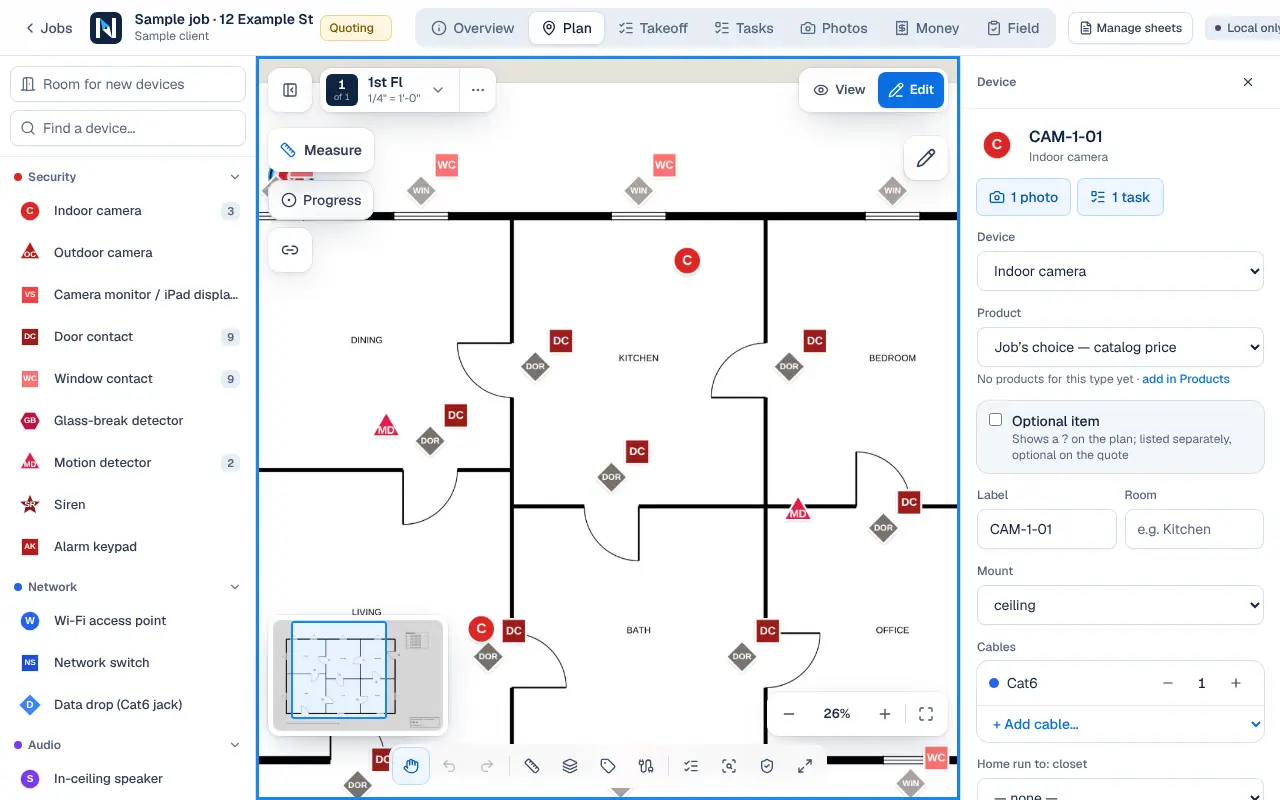 Jobs
Sample job · 12 Example St
Sample client
Quoting
Overview
Plan
Takeoff
Tasks
Photos
Money
Field
Manage sheets
Local only
Room for new devices
Find a device...
Security
C Indoor camera 3
OC Outdoor camera
VS Camera monitor / iPad displa...
DC Door contact 9
WC Window contact 9
GB Glass-break detector
MD Motion detector 2
Siren
AK Alarm keypad
Network
W Wi-Fi access point
NS Network switch
D Data drop (Cat6 jack)
Audio
S In-ceiling speaker
1 of 1
1st Fl
1/4" = 1'-0"
View
Edit
Measure
Progress
WC
WIN
WC
WIN
WIN
C
DINING
DC
DOR
KITCHEN
DC
DOR
BEDROOM
MD
DC
DOR
DC
DOR
MD
DC
DOR
LIVING
C
DC
DOR
BATH
DC
DOR
OFFICE
26%
DC
DOR
WC
WIN
Device
C
CAM-1-01
Indoor camera
1 photo
1 task
Device
Indoor camera
Product
Job's choice — catalog price
No products for this type yet · add in Products
Optional item
Shows a ? on the plan; listed separately,
optional on the quote
Label
Room
CAM-1-01
e.g. Kitchen
Mount
ceiling
Cables
Cat6
1
+ Add cable...
Home run to: closet
— none —